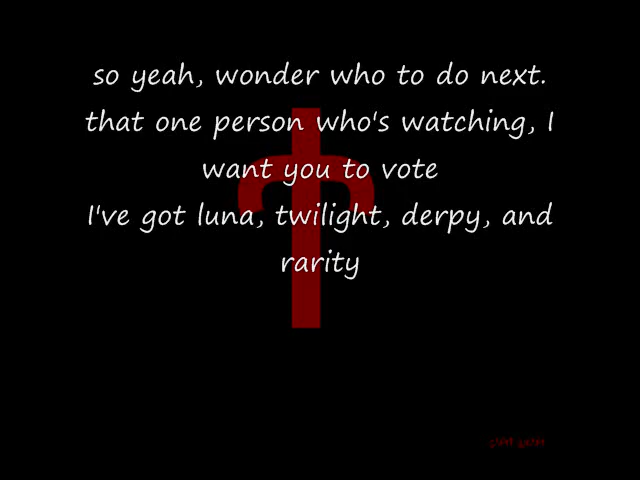 so yeah, wonder who to do next.
that one person who's watching, I
want you to vote
I've got luna, twilight, derpy, and
rarity